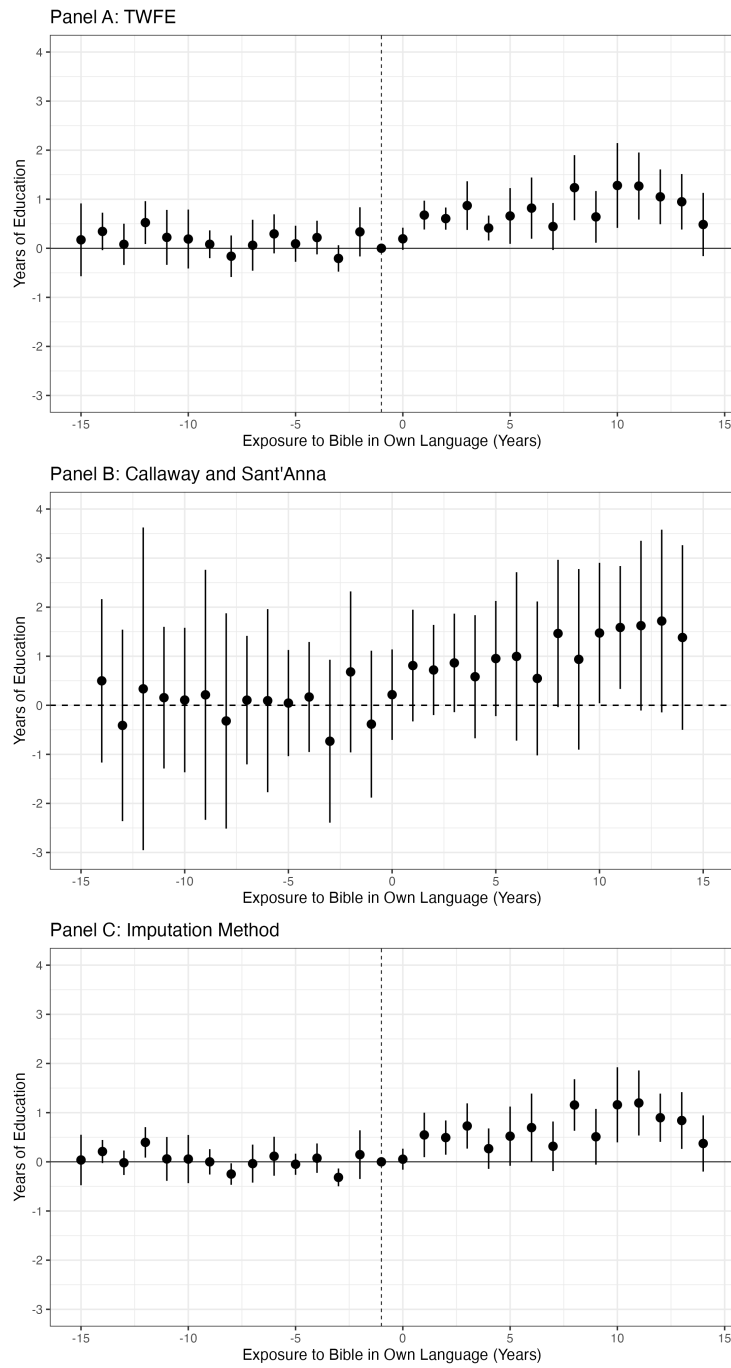 Panel A: TWFE
4
3
2
1
0
-1
-2
-3
Years of Education
-15 -10 -5 0 5 10 15
Exposure to Bible in Own Language (Years)
Panel B: Callaway and Sant'Anna
4
3
2
1
0
-1
-2
-3
Years of Education
-15 -10 -5 0 5 10 15
Exposure to Bible in Own Language (Years)
Panel C: Imputation Method
4
3
2
1
0
-1
-2
-3
Years of Education
-15 -10 -5 0 5 10 15
Exposure to Bible in Own Language (Years)